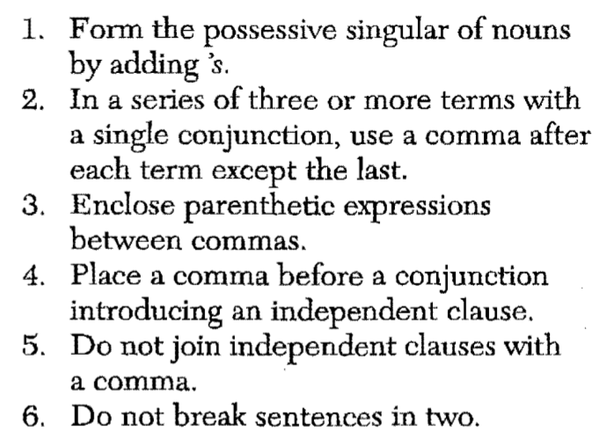 1. Form the possessive singular of nouns
by adding ’s.
2. In a series of three or more terms with
a single conjunction, use a comma after
each term except the last.
3. Enclose parenthetic expressions
between commas.
4. Place a comma before a conjunction
introducing an independent clause.
5. Do not join independent clauses with
a comma.
6. Do not break sentences in two.